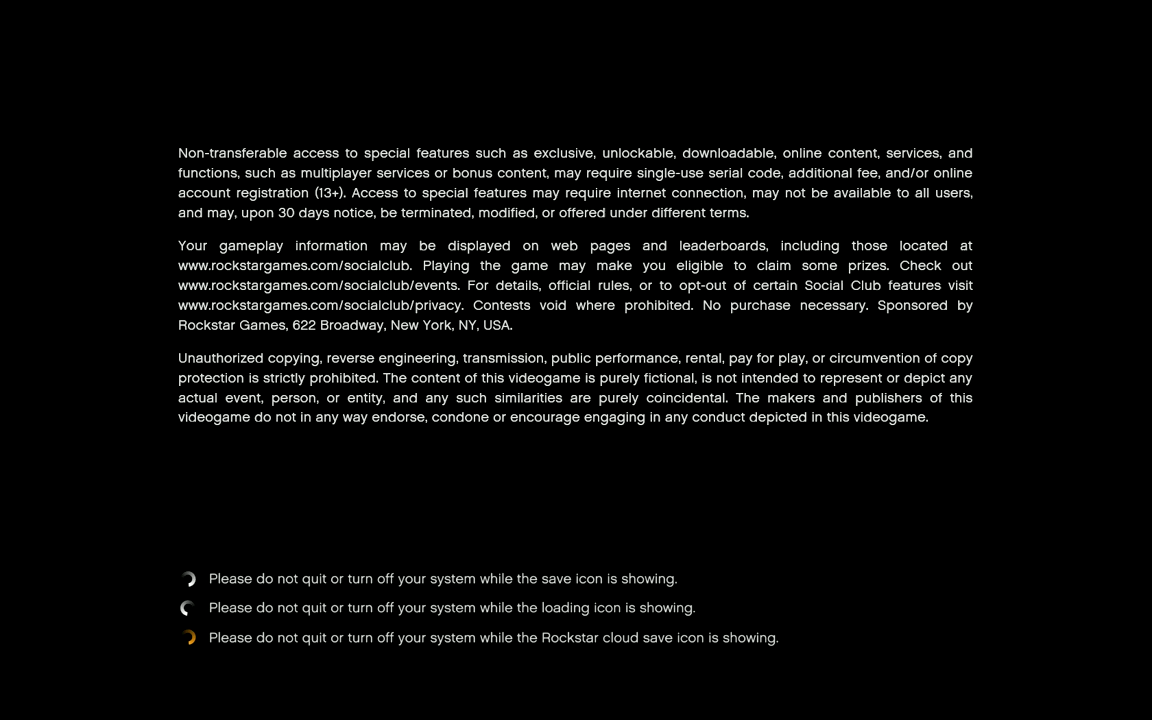 Non-transferable access to special features such as exclusive, unlockable, downloadable, online content, services, and
functions, such as multiplayer services or bonus content, may require single-use serial code, additional fee, and/or online
account registration (13+). Access to special features may require internet connection, may not be available to all users,
and may, upon 30 days notice, be terminated, modified, or offered under different terms.
Your gameplay information may be displayed on web pages and leaderboards, including those located at
www.rockstargames.com/socialclub. Playing the game may make you eligible to claim some prizes. Check out
www.rockstargames.com/socialclub/events. For details, official rules, or to opt-out of certain Social Club features visit
www.rockstargames.com/socialclub/privacy. Contests void where prohibited. No purchase necessary. Sponsored by
Rockstar Games, 622 Broadway, New York, NY, USA.
Unauthorized copying, reverse engineering, transmission, public performance, rental, pay for play, or circumvention of copy
protection is strictly prohibited. The content of this videogame is purely fictional, is not intended to represent or depict any
actual event, person, or entity, and any such similarities are purely coincidental. The makers and publishers of this
videogame do not in any way endorse, condone or encourage engaging in any conduct depicted in this videogame.
Please do not quit or turn off your system while the save icon is showing.
Please do not quit or turn off your system while the loading icon is showing.
Please do not quit or turn off your system while the Rockstar cloud save icon is showing.